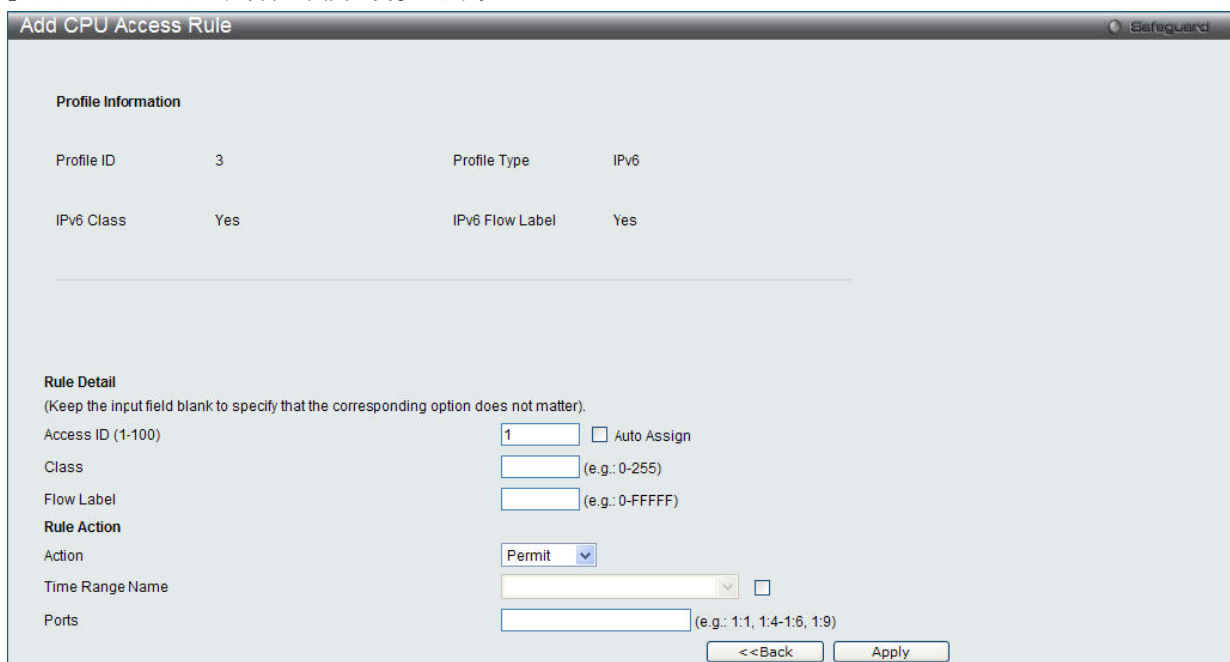 Add CPU Access Rule Safeguard
Profile Information
Profile ID 3 Profile Type IPv6
IPv6 Class Yes IPv6 Flow Label Yes
Rule Detail
(Keep the input field blank to specify that the corresponding option does not matter).
Access ID (1-100) 1 Auto Assign
Class (e.g.: 0-255)
Flow Label (e.g.: 0-FFFFF)
Rule Action
Action Permit
Time Range Name
Ports (e.g.: 1:1, 1:4-1:6, 1:9)
<<Back Apply